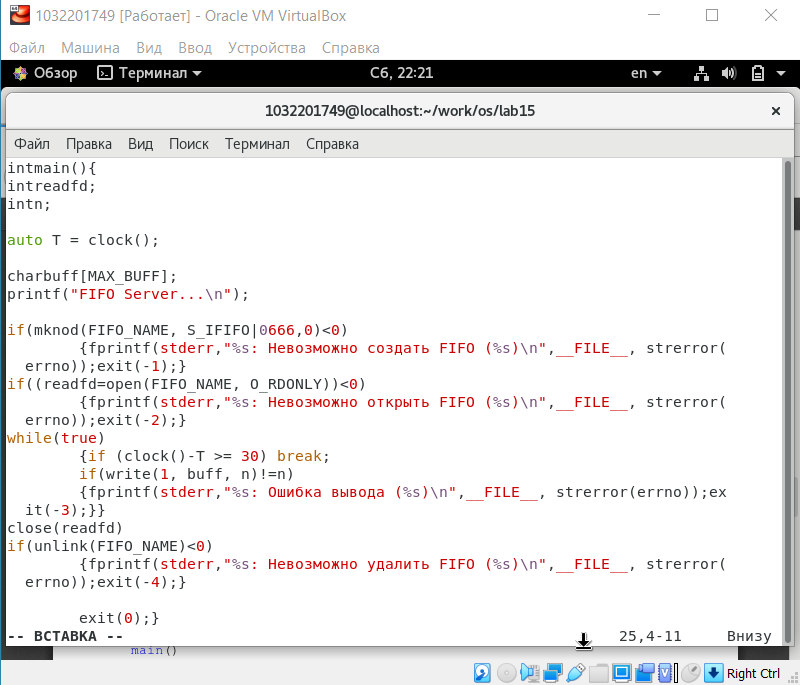 1032201749 [Работает] - Oracle VM VirtualBox
Файл Машина Вид Ввод Устройства Справка
Обзор Терминал Сб, 22:21 en
1032201749@localhost:~/work/os/lab15
Файл Правка Вид Поиск Терминал Справка
intmain(){
intreadfd;
intn;
auto T = clock();
charbuff[MAX_BUFF];
printf("FIFO Server...\n");
if(mknod(FIFO_NAME, S_IFIFO|0666,0)<0)
{fprintf(stderr,"%s: Невозможно создать FIFO (%s)\n",__FILE__, strerror(
errno));exit(-1);}
if((readfd=open(FIFO_NAME, O_RDONLY))<0)
{fprintf(stderr,"%s: Невозможно открыть FIFO (%s)\n",__FILE__, strerror(
errno));exit(-2);}
while(true)
{if (clock()-T >= 30) break;
if(write(1, buff, n)!=n)
{fprintf(stderr,"%s: Ошибка вывода (%s)\n",__FILE__, strerror(errno));ex
it(-3);}}
close(readfd)
if(unlink(FIFO_NAME)<0)
{fprintf(stderr,"%s: Невозможно удалить FIFO (%s)\n",__FILE__, strerror(
errno));exit(-4);}
exit(0);}
-- ВСТАВКА -- 25,4-11 Внизу
main()
Right Ctrl